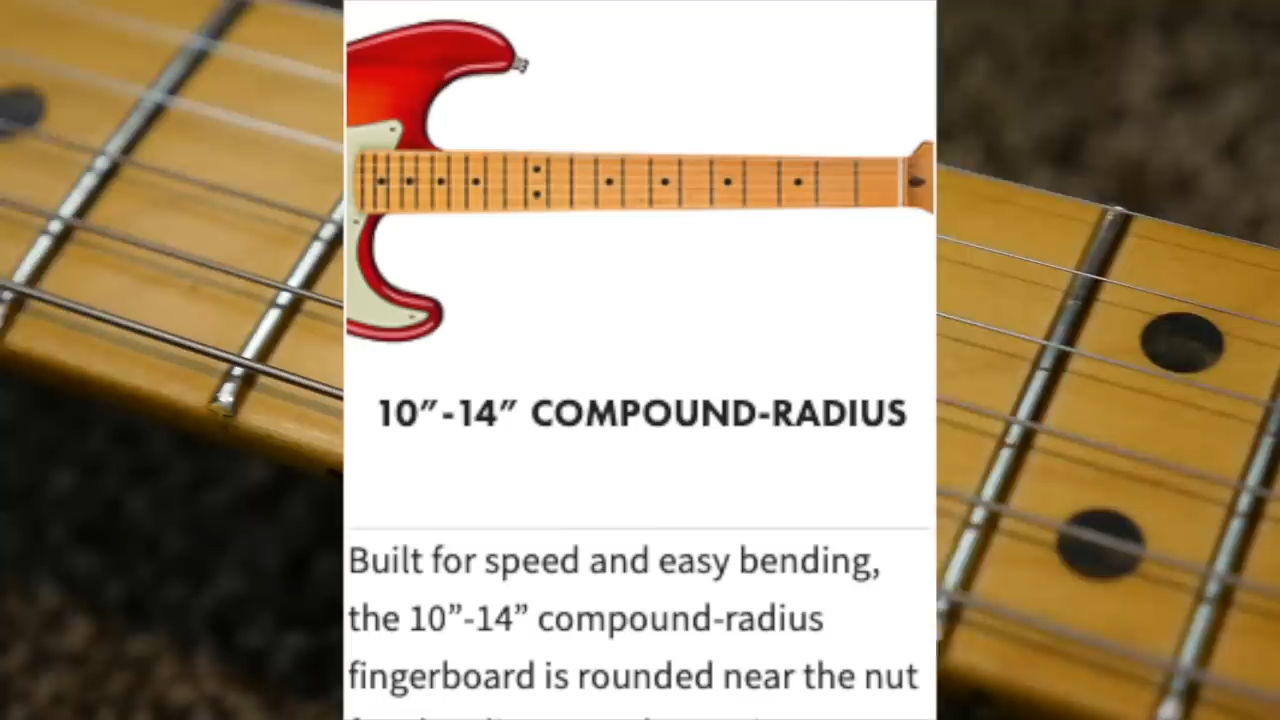 10”-14” COMPOUND-RADIUS
Built for speed and easy bending,
the 10”-14” compound-radius
fingerboard is rounded near the nut